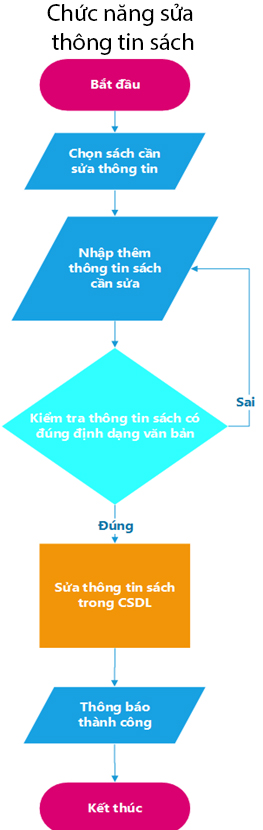 Chức năng sửa
thông tin sách
Bắt đầu
Chọn sách cần
sửa thông tin
Nhập thêm
thông tin sách
cần sửa
Kiểm tra thông tin sách có
đúng định dạng văn bản
Sai
Đúng
Sửa thông tin sách
trong CSDL
Thông báo
thành công
Kết thúc